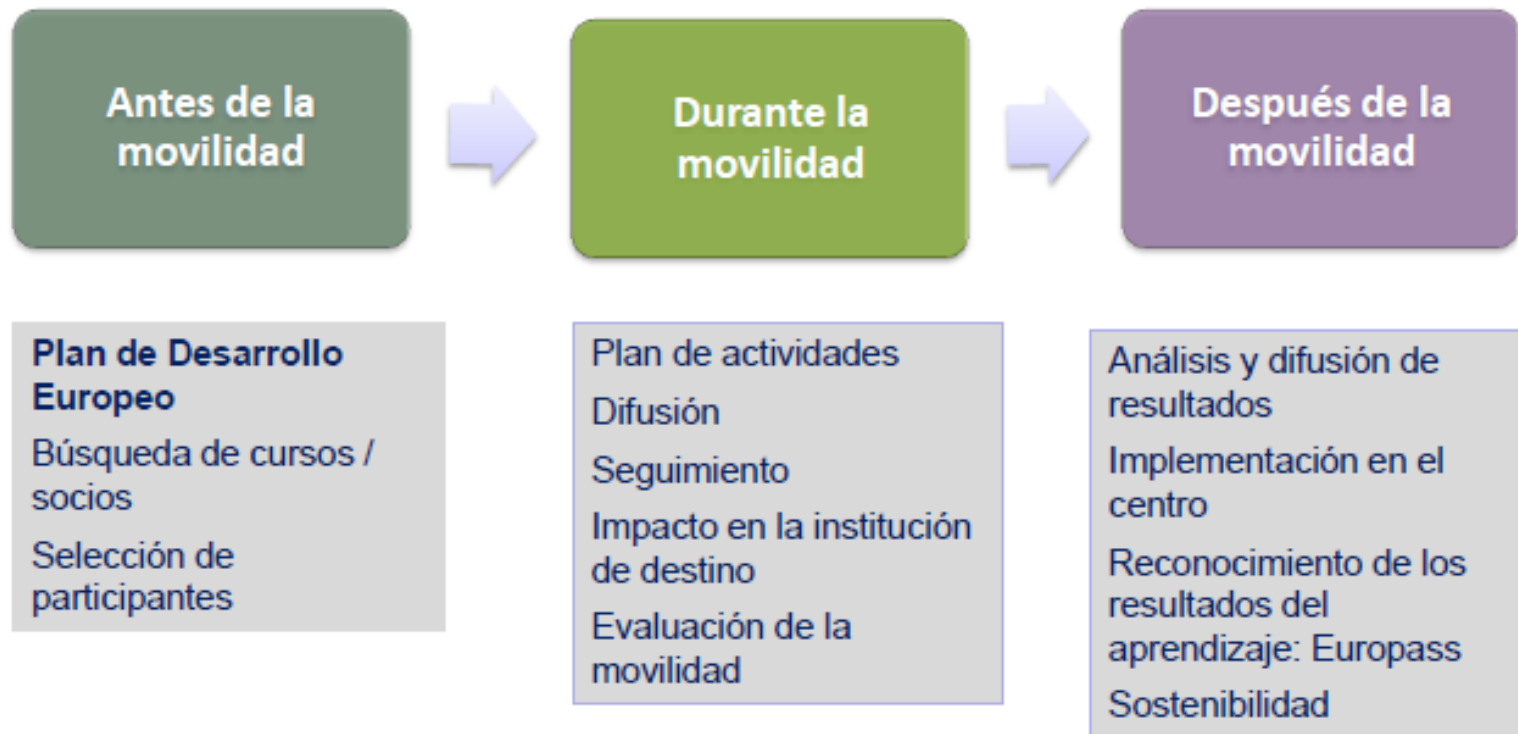 Antes de la
movilidad
Durante la
movilidad
Después de la
movilidad
Plan de Desarrollo
Europeo
Búsqueda de cursos /
socios
Selección de
participantes
Plan de actividades
Difusión
Seguimiento
Impacto en la institución
de destino
Evaluación de la
movilidad
Análisis y difusión de
resultados
Implementación en el
centro
Reconocimiento de los
resultados del
aprendizaje: Europass
Sostenibilidad